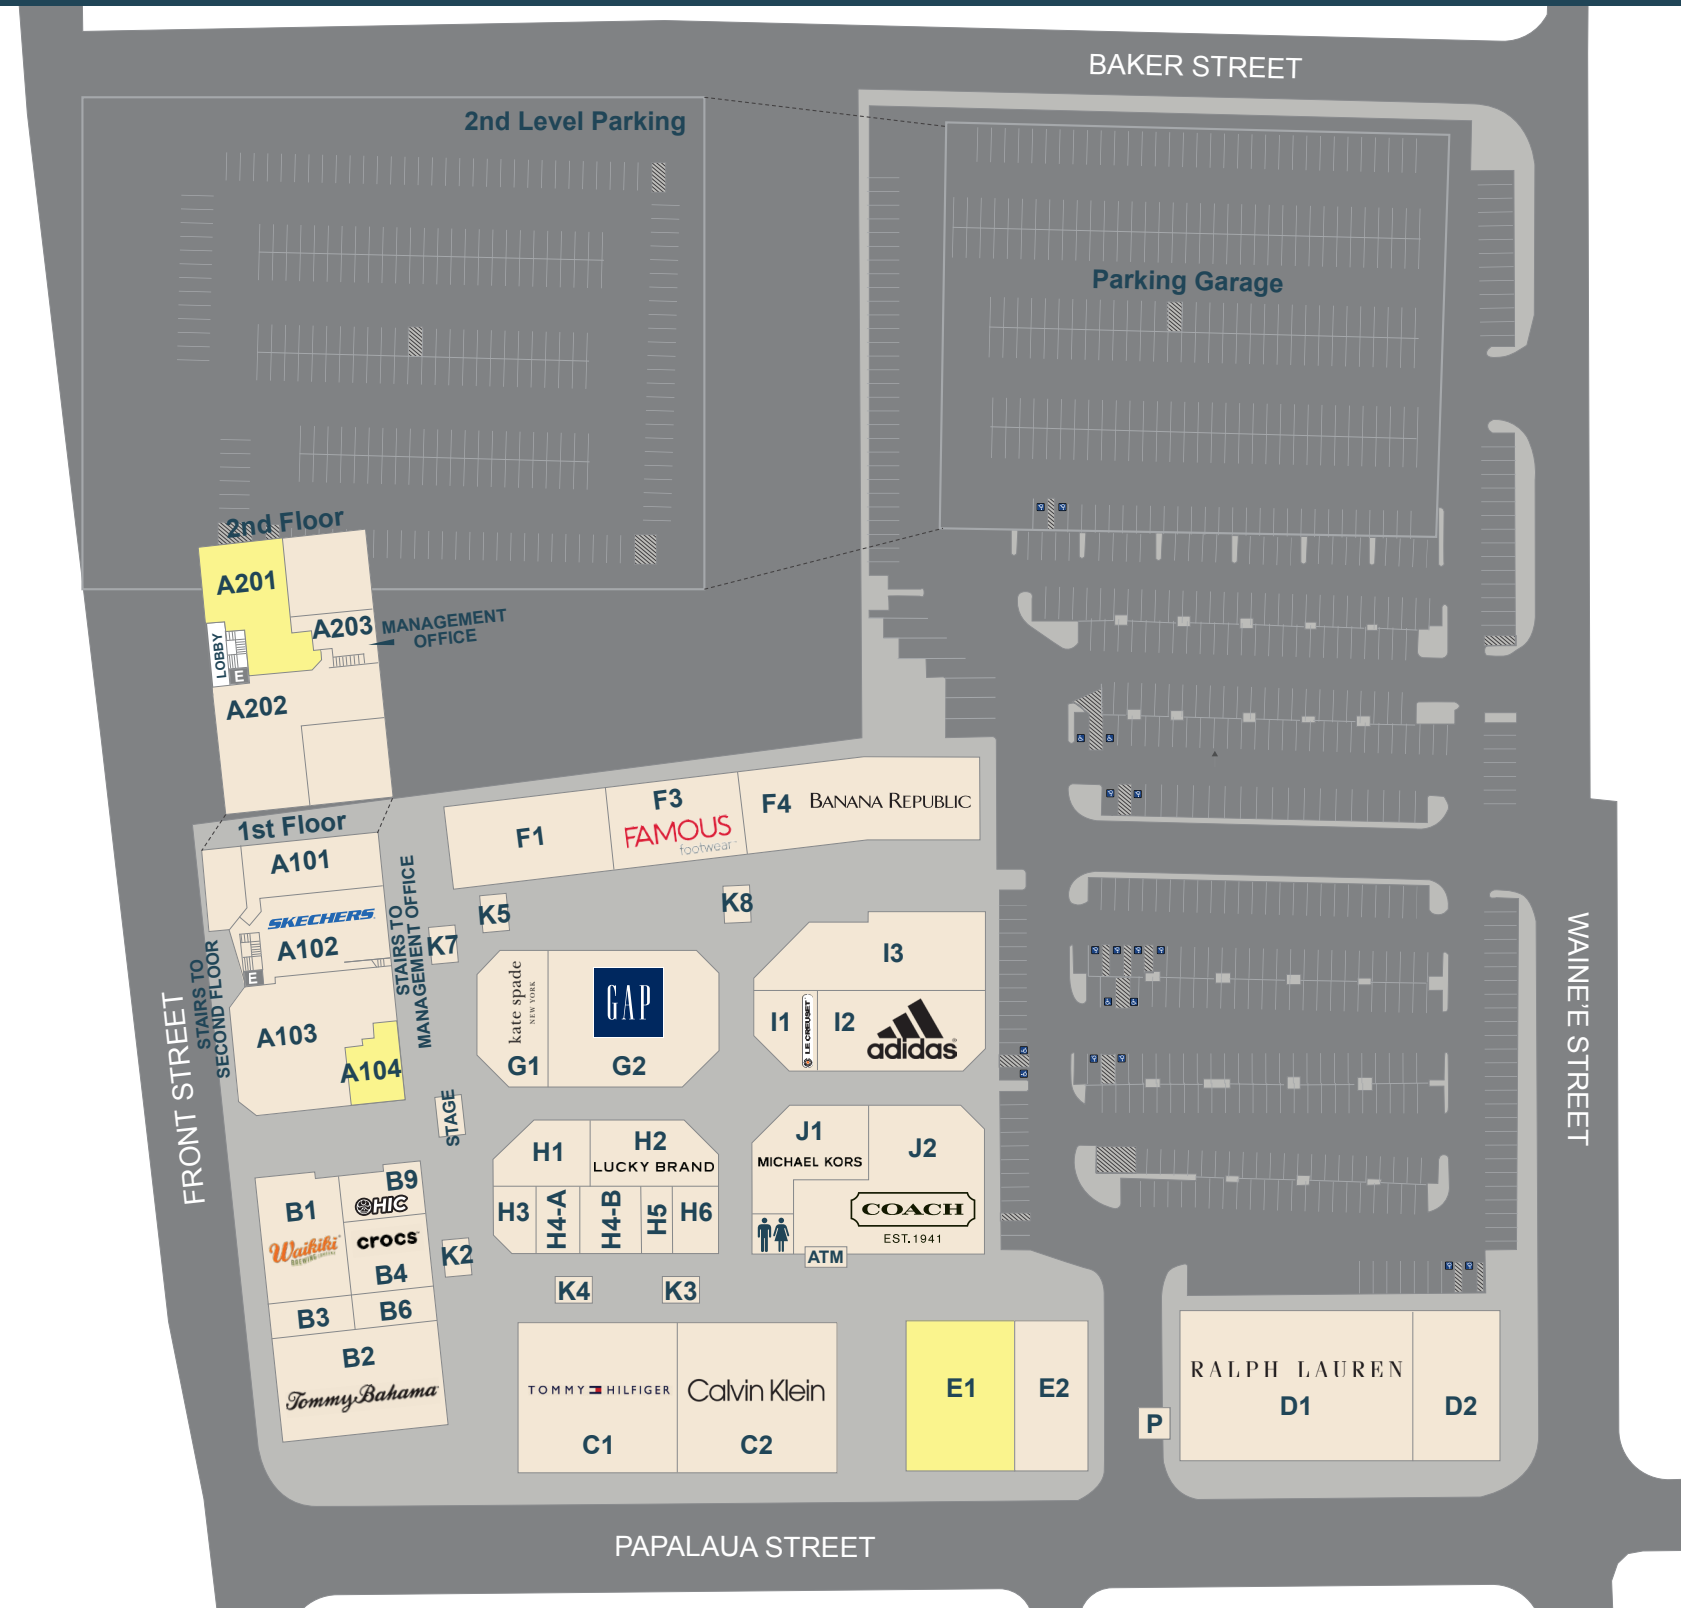 BAKER STREET
2nd Level Parking
Parking Garage
2nd Floor
A201
A203
MANAGEMENT
OFFICE
LOBBY
E
A202
1st Floor
A101
SKECHERS
A102
E
A103
A104
STAIRS TO
MANAGEMENT OFFICE
STAIRS TO
SECOND FLOOR
FRONT STREET
F1
F3
FAMOUS
footwear
F4
BANANA REPUBLIC
K5
K8
K7
kate spade
NEW YORK
G1
GAP
G2
I3
I1
LE CREUSET
I2
adidas
STAGE
H1
H2
LUCKY BRAND
H3
H4-A
H4-B
H5
H6
J1
MICHAEL KORS
J2
COACH
EST.1941
ATM
B1
Waikiki
BREWING COMPANY
B9
HIC
crocs
B4
B3
B6
B2
Tommy Bahama
K2
K4
K3
TOMMY HILFIGER
C1
Calvin Klein
C2
E1
E2
P
RALPH LAUREN
D1
D2
WAINE'E STREET
PAPALAUA STREET